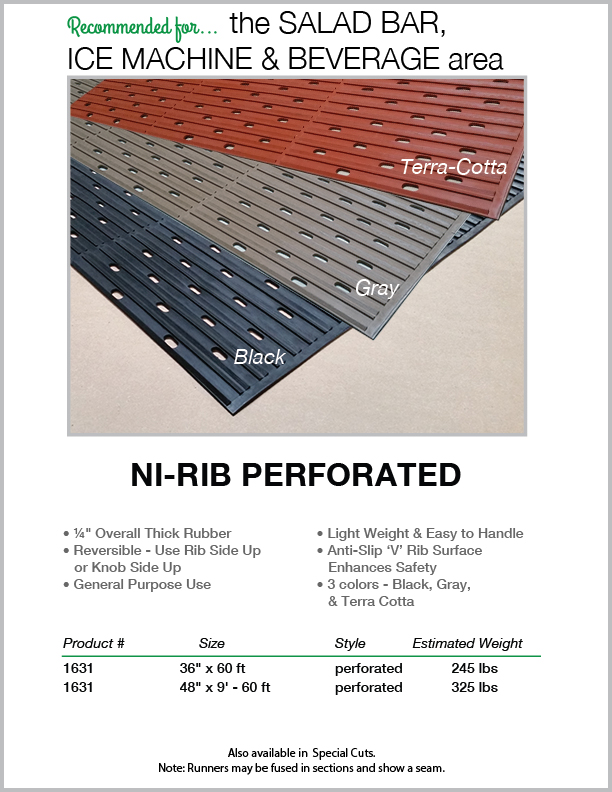 Recommended for... the SALAD BAR,
ICE MACHINE & BEVERAGE area
Terra-Cotta
Gray
Black
NI-RIB PERFORATED
• ¼" Overall Thick Rubber
• Reversible - Use Rib Side Up
or Knob Side Up
• General Purpose Use
• Light Weight & Easy to Handle
• Anti-Slip ‘V’ Rib Surface
Enhances Safety
• 3 colors - Black, Gray,
& Terra Cotta
Product # Size Style Estimated Weight
1631 36" x 60 ft perforated 245 lbs
1631 48" x 9' - 60 ft perforated 325 lbs
Also available in Special Cuts.
Note: Runners may be fused in sections and show a seam.